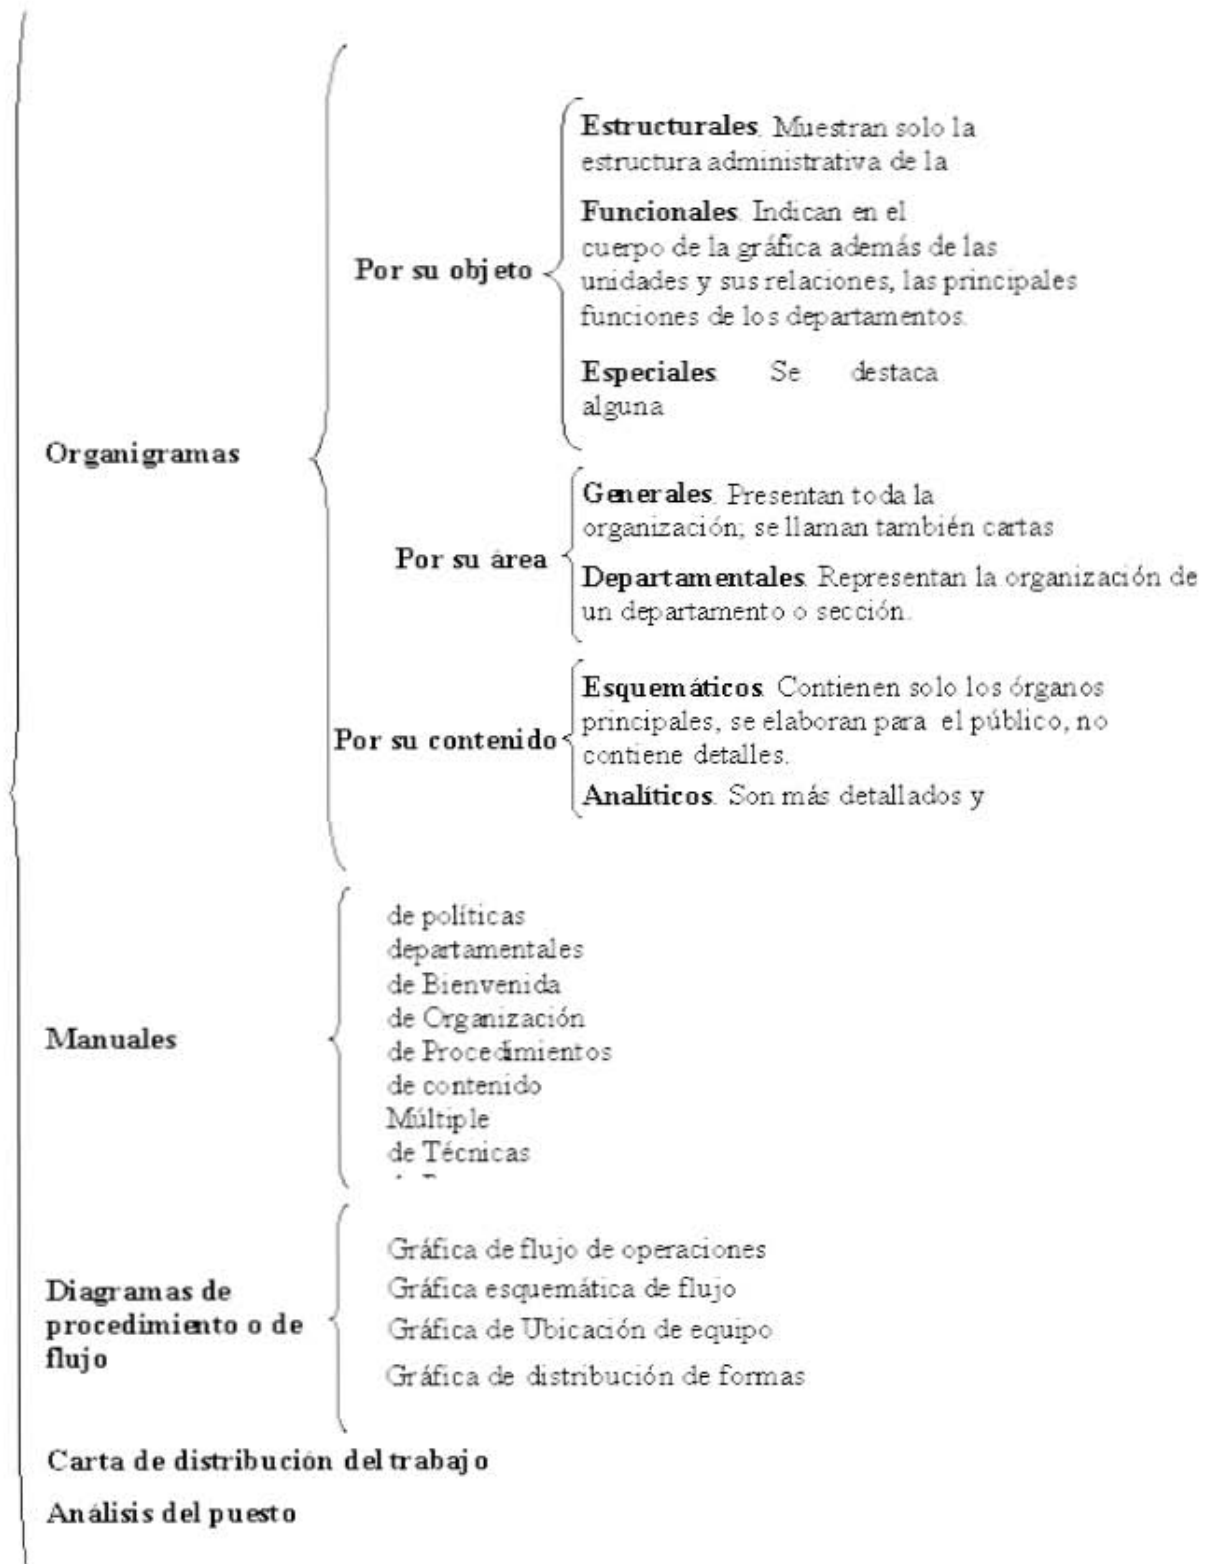 Organigramas
Por su objeto
Estructurales. Muestran solo la
estructura administrativa de la
Funcionales. Indican en el
cuerpo de la gráfica además de las
unidades y sus relaciones, las principales
funciones de los departamentos.
Especiales. Se destaca
alguna
Por su área
Generales. Presentan toda la
organización; se llaman también cartas
Departamentales. Representan la organización de
un departamento o sección.
Por su contenido
Esquemáticos. Contienen solo los órganos
principales, se elaboran para el público, no
contiene detalles.
Analíticos. Son más detallados y
Manuales
de políticas
departamentales
de Bienvenida
de Organización
de Procedimientos
de contenido
Múltiple
de Técnicas
Diagramas de
procedimiento o de
flujo
Gráfica de flujo de operaciones
Gráfica esquemática de flujo
Gráfica de Ubicación de equipo
Gráfica de distribución de formas
Carta de distribución del trabajo
Análisis del puesto